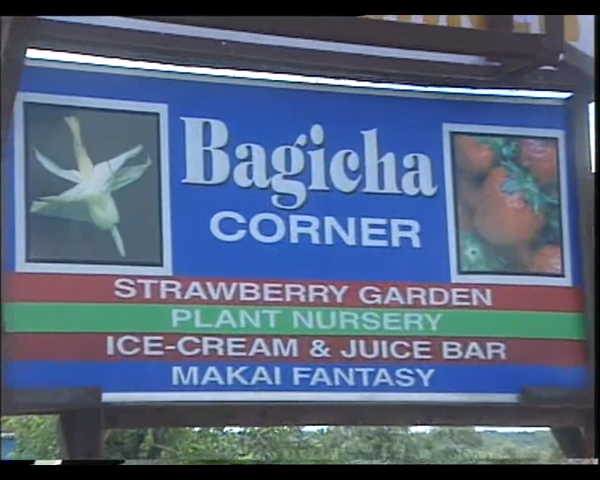 Bagicha
CORNER
STRAWBERRY GARDEN
PLANT NURSERY
ICE-CREAM & JUICE BAR
MAKAI FANTASY